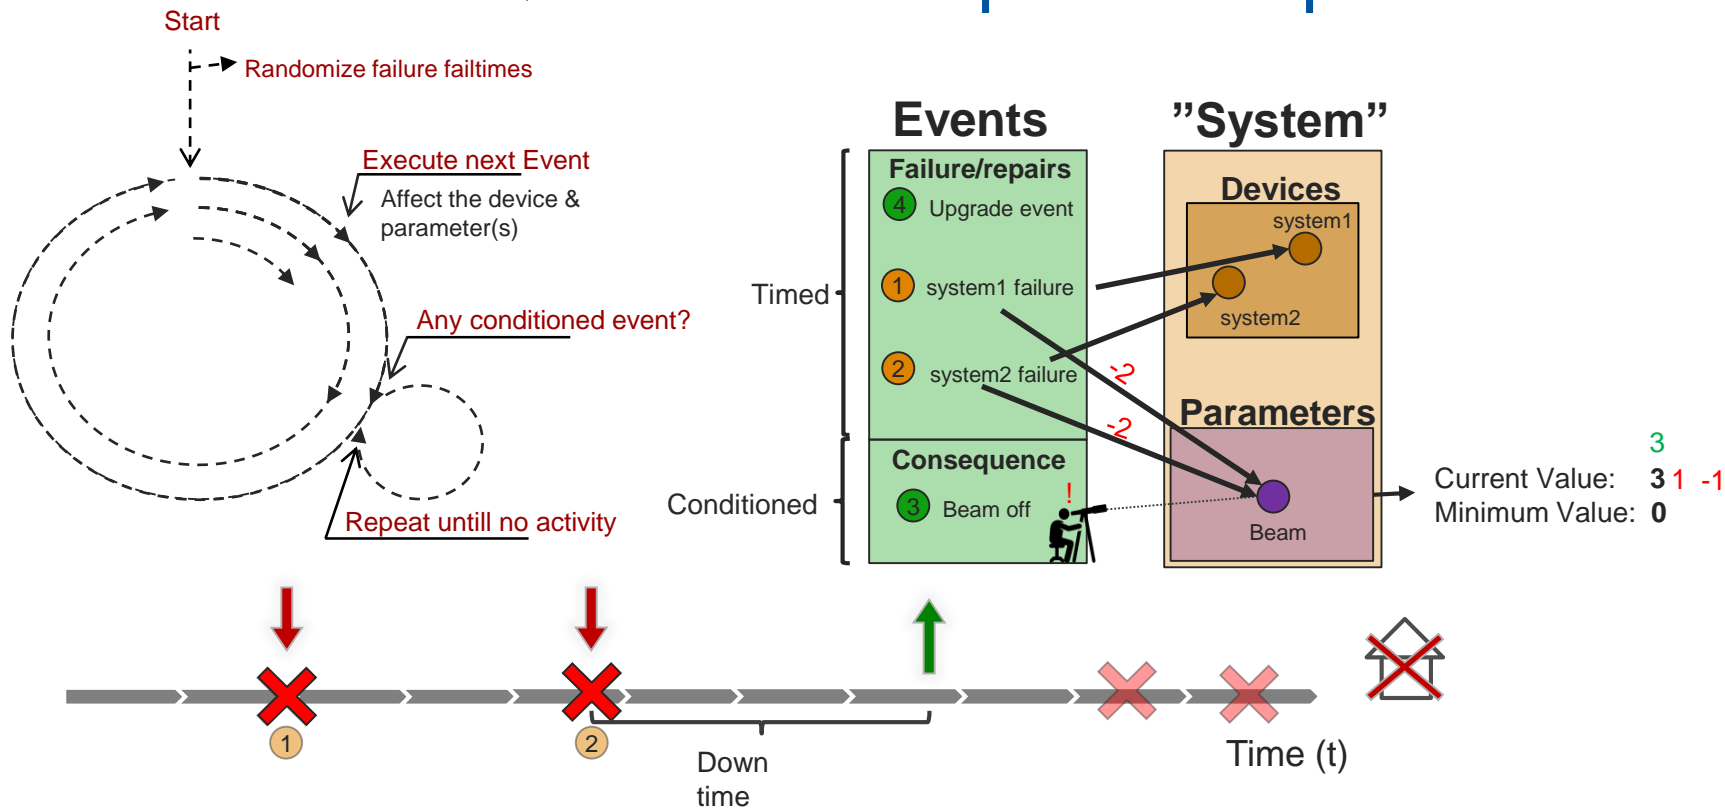 Start
Randomize failure failtimes
Execute next Event
Affect the device &
parameter(s)
Any conditioned event?
Repeat untill no activity
Events
”System”
Failure/repairs
4 Upgrade event
1 system1 failure
2 system2 failure
Timed
Consequence
3 Beam off
!
Conditioned
Devices
system1
system2
-2
-2
Parameters
Beam
3
Current Value: 3 1 -1
Minimum Value: 0
1
2
Down
time
Time (t)